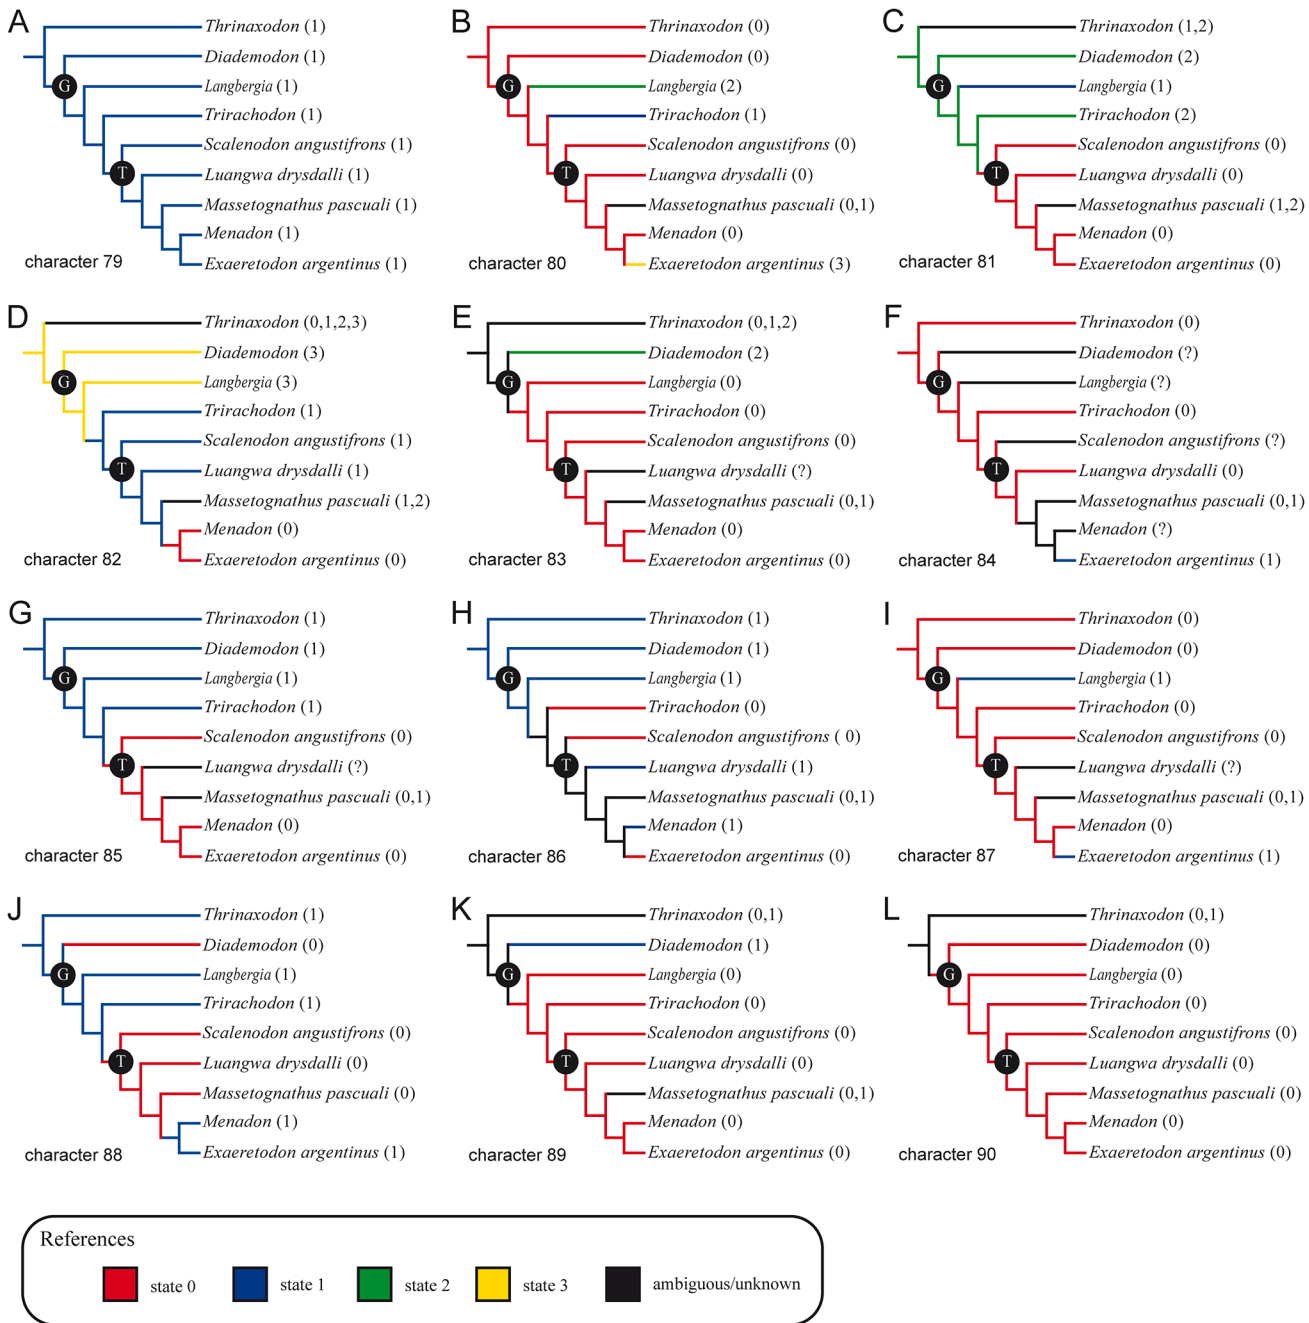 A
Thrinaxodon (1)
Diademodon (1)
G
Langbergia (1)
Trirachodon (1)
Scalenodon angustifrons (1)
T
Luangwa drysdalli (1)
Massetognathus pascuali (1)
Menadon (1)
Exaeretodon argentinus (1)
character 79
B
Thrinaxodon (0)
Diademodon (0)
G
Langbergia (2)
Trirachodon (1)
Scalenodon angustifrons (0)
T
Luangwa drysdalli (0)
Massetognathus pascuali (0,1)
Menadon (0)
Exaeretodon argentinus (3)
character 80
C
Thrinaxodon (1,2)
Diademodon (2)
G
Langbergia (1)
Trirachodon (2)
Scalenodon angustifrons (0)
T
Luangwa drysdalli (0)
Massetognathus pascuali (1,2)
Menadon (0)
Exaeretodon argentinus (0)
character 81
D
Thrinaxodon (0,1,2,3)
Diademodon (3)
G
Langbergia (3)
Trirachodon (1)
Scalenodon angustifrons (1)
T
Luangwa drysdalli (1)
Massetognathus pascuali (1,2)
Menadon (0)
Exaeretodon argentinus (0)
character 82
E
Thrinaxodon (0,1,2)
Diademodon (2)
G
Langbergia (0)
Trirachodon (0)
Scalenodon angustifrons (0)
T
Luangwa drysdalli (?)
Massetognathus pascuali (0,1)
Menadon (0)
Exaeretodon argentinus (0)
character 83
F
Thrinaxodon (0)
Diademodon (?)
G
Langbergia (?)
Trirachodon (0)
Scalenodon angustifrons (?)
T
Luangwa drysdalli (0)
Massetognathus pascuali (0,1)
Menadon (?)
Exaeretodon argentinus (1)
character 84
G
Thrinaxodon (1)
Diademodon (1)
G
Langbergia (1)
Trirachodon (1)
Scalenodon angustifrons (0)
T
Luangwa drysdalli (?)
Massetognathus pascuali (0,1)
Menadon (0)
Exaeretodon argentinus (0)
character 85
H
Thrinaxodon (1)
Diademodon (1)
G
Langbergia (1)
Trirachodon (0)
Scalenodon angustifrons ( 0)
T
Luangwa drysdalli (1)
Massetognathus pascuali (0,1)
Menadon (1)
Exaeretodon argentinus (0)
character 86
I
Thrinaxodon (0)
Diademodon (0)
G
Langbergia (1)
Trirachodon (0)
Scalenodon angustifrons (0)
T
Luangwa drysdalli (?)
Massetognathus pascuali (0,1)
Menadon (0)
Exaeretodon argentinus (1)
character 87
J
Thrinaxodon (1)
Diademodon (0)
G
Langbergia (1)
Trirachodon (1)
Scalenodon angustifrons (0)
T
Luangwa drysdalli (0)
Massetognathus pascuali (0)
Menadon (1)
Exaeretodon argentinus (1)
character 88
K
Thrinaxodon (0,1)
Diademodon (1)
G
Langbergia (0)
Trirachodon (0)
Scalenodon angustifrons (0)
T
Luangwa drysdalli (0)
Massetognathus pascuali (0,1)
Menadon (0)
Exaeretodon argentinus (0)
character 89
L
Thrinaxodon (0,1)
Diademodon (0)
G
Langbergia (0)
Trirachodon (0)
Scalenodon angustifrons (0)
T
Luangwa drysdalli (0)
Massetognathus pascuali (0)
Menadon (0)
Exaeretodon argentinus (0)
character 90
References
state 0
state 1
state 2
state 3
ambiguous/unknown